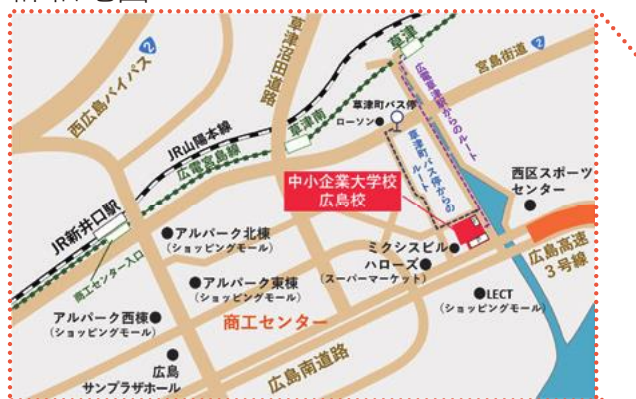 西広島バイパス
2
草津沼田道路
草津
宮島街道
2
広電草津駅からのルート
草津町バス停
ローソン
草津南
JR山陽本線
広電宮島線
草津町バス停からの
ルート
中小企業大学校
広島校
西区スポーツ
センター
JR新井口駅
商工センター入口
アルパーク北棟
(ショッピングモール)
ミクシスビル
ハローズ
(スーパーマーケット)
広島高速
3号線
アルパーク東棟
(ショッピングモール)
LECT
(ショッピングモール)
アルパーク西棟
(ショッピングモール)
商工センター
広島
サンプラザホール
広島南道路